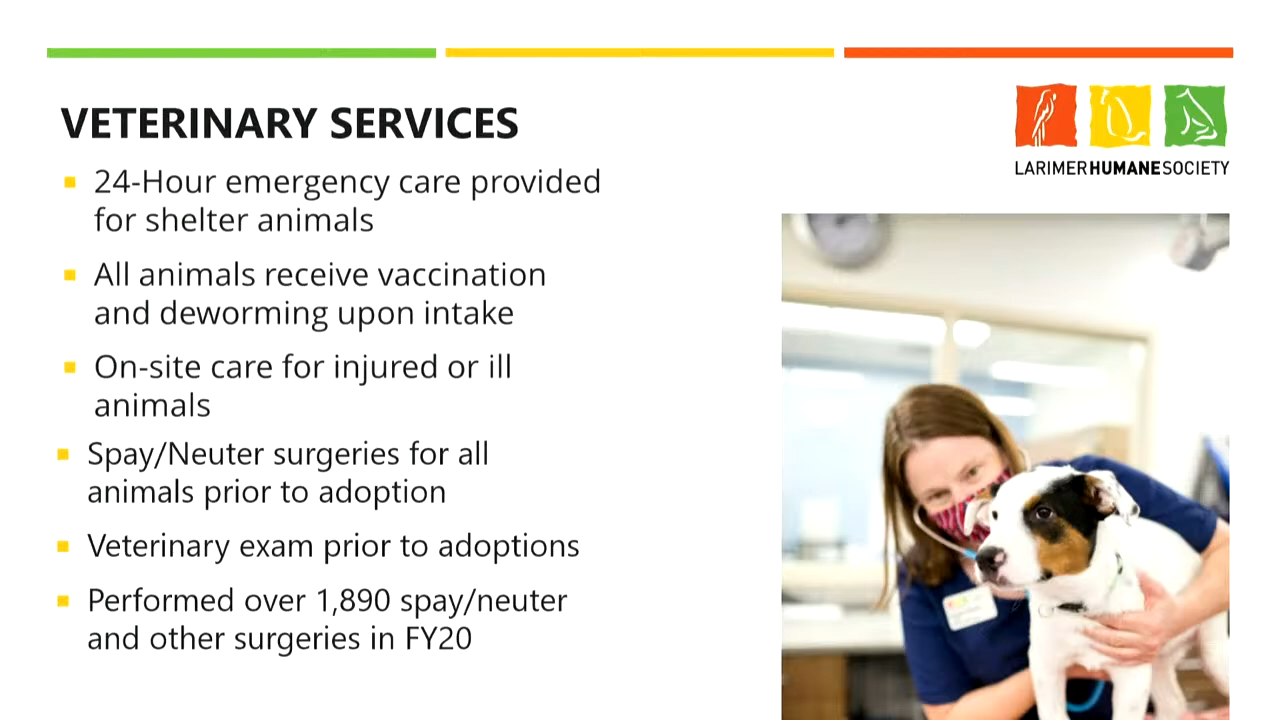 VETERINARY SERVICES
LARIMERHUMANESOCIETY
24-Hour emergency care provided
for shelter animals
All animals receive vaccination
and deworming upon intake
On-site care for injured or ill
animals
Spay/Neuter surgeries for all
animals prior to adoption
Veterinary exam prior to adoptions
Performed over 1,890 spay/neuter
and other surgeries in FY20